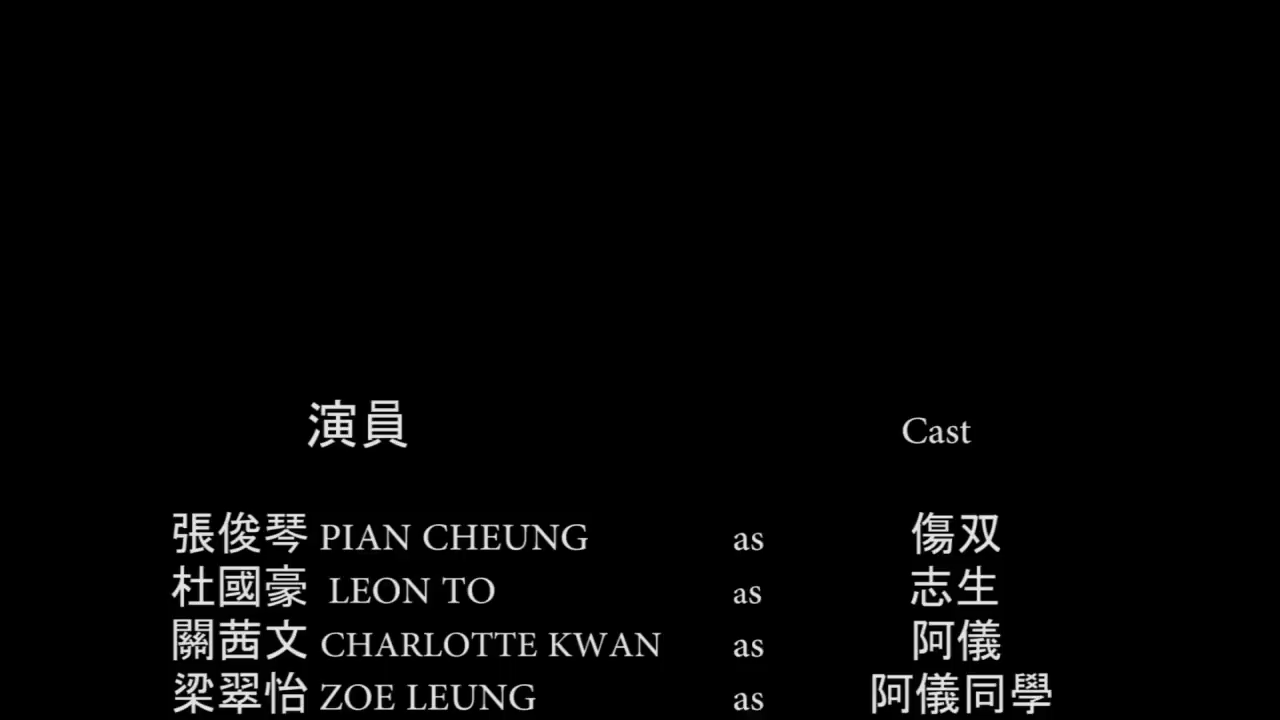 演員 Cast
張俊琴 PIAN CHEUNG as 傷双
杜國豪 LEON TO as 志生
關茜文 CHARLOTTE KWAN as 阿儀
梁翠怡 ZOE LEUNG as 阿儀同學